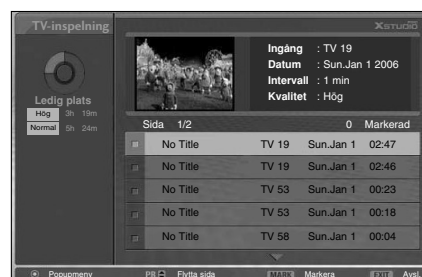 TV-inspelning
XSTUDIO
Ingång : TV 19
Datum : Sun.Jan 1 2006
Intervall : 1 min
Kvalitet : Hög
Ledig plats
Hög 3h 19m
Normal 5h 24m
Sida 1/2 0 Markerad
No Title TV 19 Sun.Jan 1 02:47
No Title TV 19 Sun.Jan 1 02:46
No Title TV 53 Sun.Jan 1 00:23
No Title TV 53 Sun.Jan 1 00:18
No Title TV 58 Sun.Jan 1 00:04
Popupmeny PR Flytta sida MARK Markera EXIT Avsl.